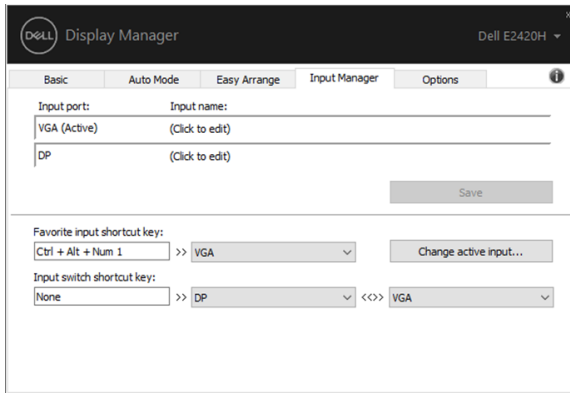 DELL Display Manager
Dell E2420H
Basic Auto Mode Easy Arrange Input Manager Options
Input port: Input name:
VGA (Active) (Click to edit)
DP (Click to edit)
Save
Favorite input shortcut key:
Ctrl + Alt + Num 1 >> VGA Change active input...
Input switch shortcut key:
None >> DP <<>> VGA